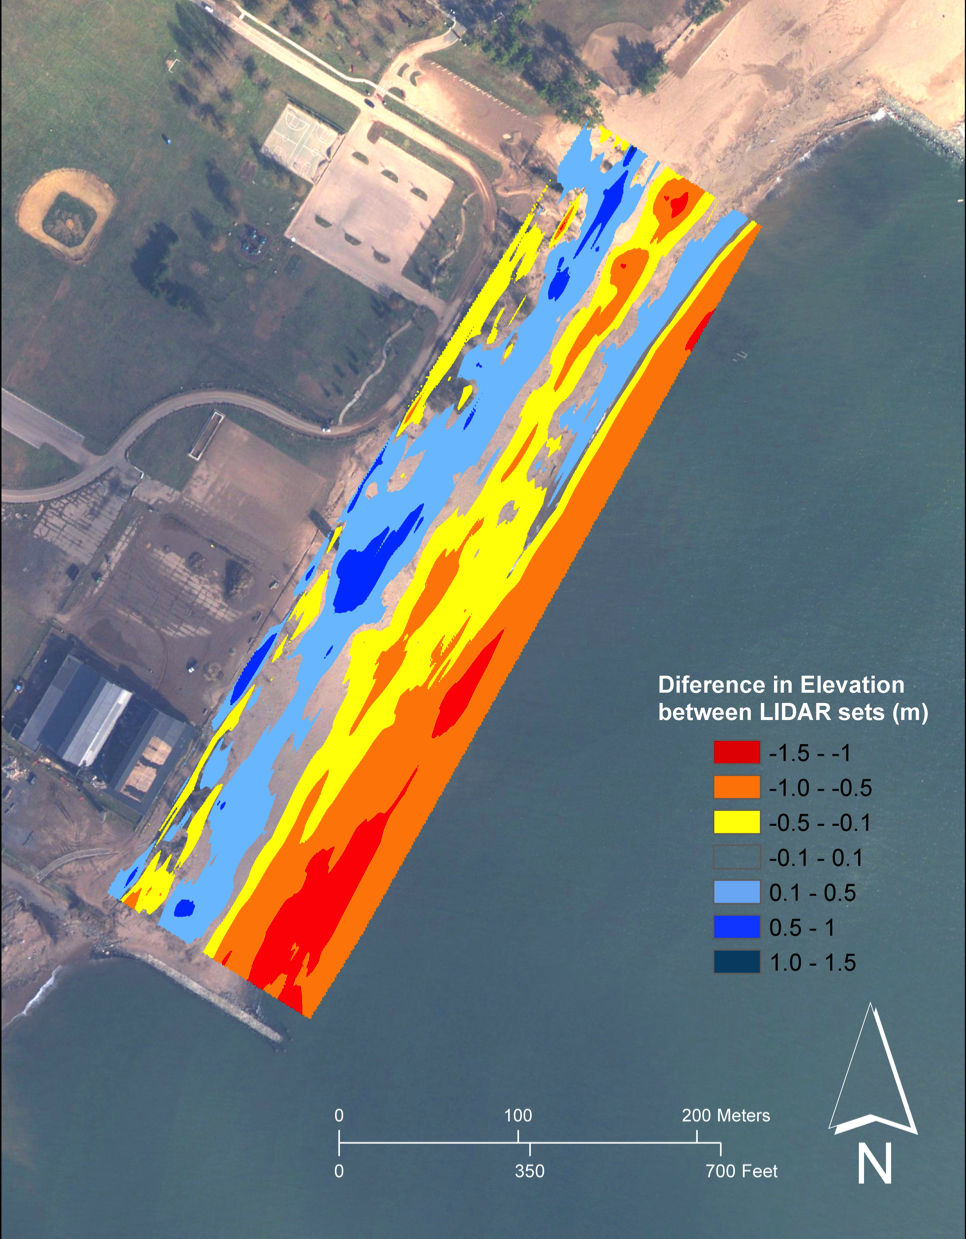 Diference in Elevation
between LIDAR sets (m)
-1.5 - -1
-1.0 - -0.5
-0.5 - -0.1
-0.1 - 0.1
0.1 - 0.5
0.5 - 1
1.0 - 1.5
0 100 200 Meters
0 350 700 Feet
N